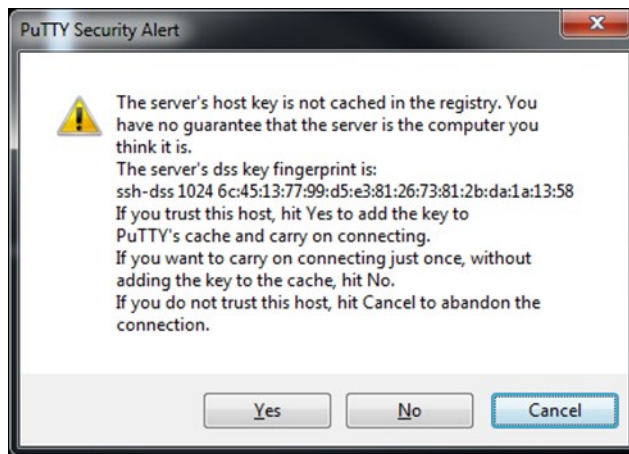 PuTTY Security Alert
The server's host key is not cached in the registry. You
have no guarantee that the server is the computer you
think it is.
The server's dss key fingerprint is:
ssh-dss 1024 6c:45:13:77:99:d5:e3:81:26:73:81:2b:da:1a:13:58
If you trust this host, hit Yes to add the key to
PuTTY's cache and carry on connecting.
If you want to carry on connecting just once, without
adding the key to the cache, hit No.
If you do not trust this host, hit Cancel to abandon the
connection.
Yes No Cancel